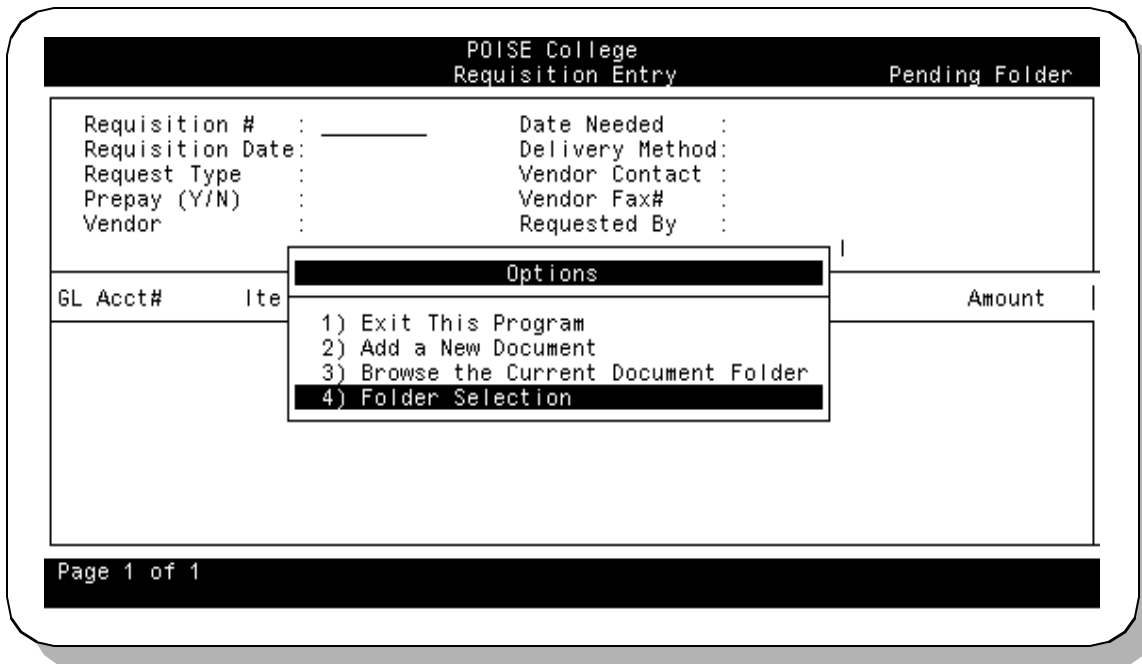 POISE College
Requisition Entry Pending Folder
Requisition # : Date Needed :
Requisition Date: Delivery Method:
Request Type : Vendor Contact :
Prepay (Y/N) : Vendor Fax# :
Vendor : Requested By :
Options
GL Acct# Ite Amount
1) Exit This Program
2) Add a New Document
3) Browse the Current Document Folder
4) Folder Selection
Page 1 of 1